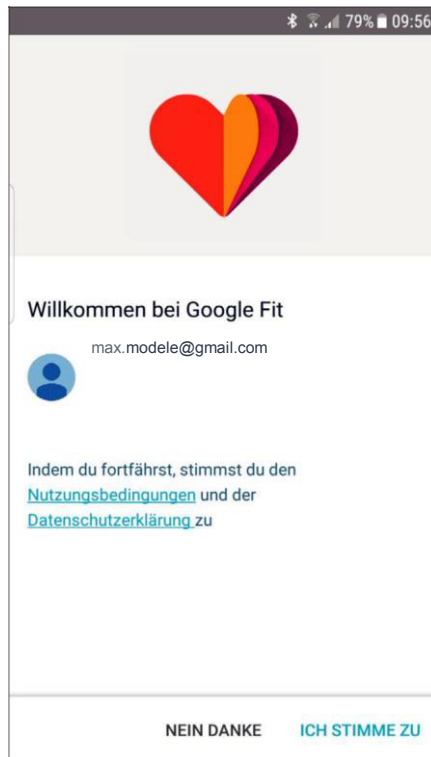 79% 09:56
Willkommen bei Google Fit
max.modele@gmail.com
Indem du fortfährst, stimmst du den
Nutzungsbedingungen und der
Datenschutzerklärung zu
NEIN DANKE ICH STIMME ZU